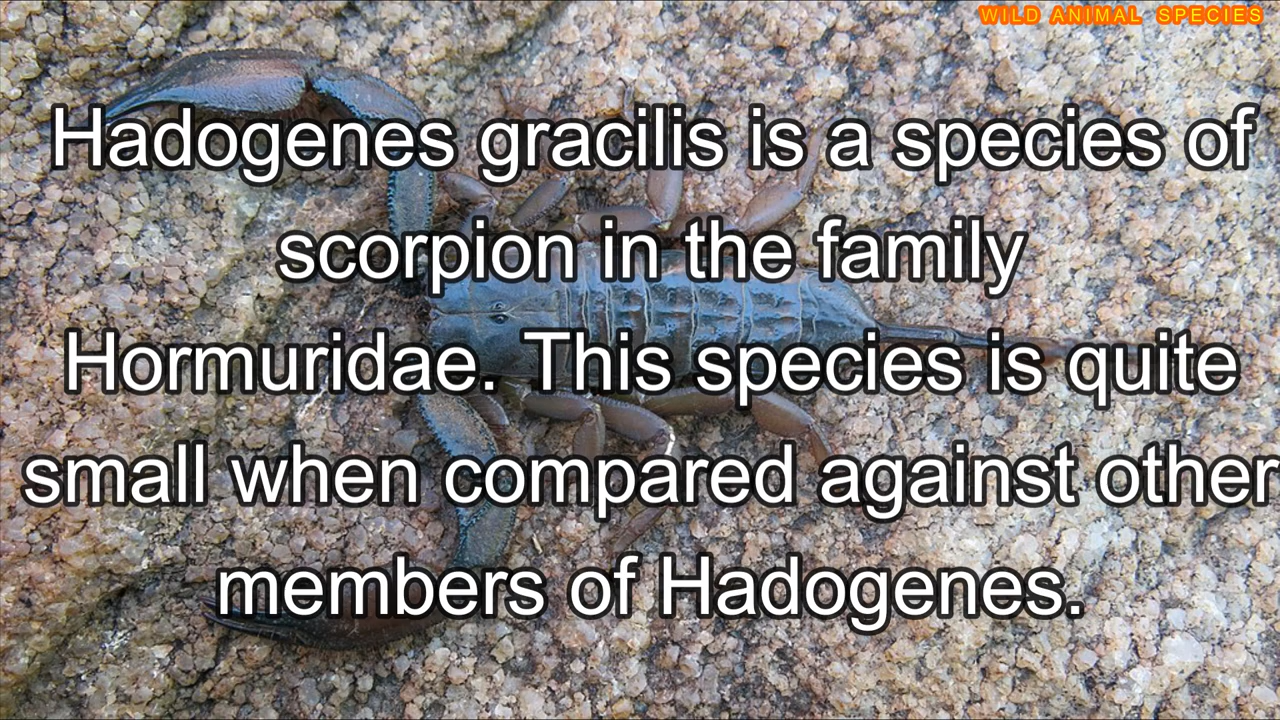 WILD ANIMAL SPECIES
Hadogenes gracilis is a species of
scorpion in the family
Hormuridae. This species is quite
small when compared against other
members of Hadogenes.